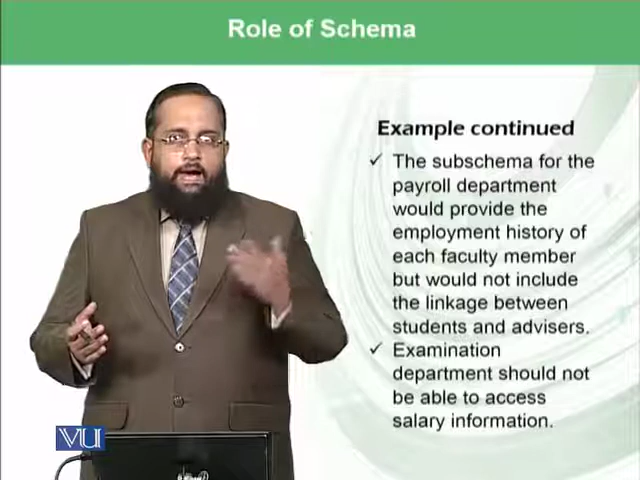 Role of Schema
Example continued
✓ The subschema for the
payroll department
would provide the
employment history of
each faculty member
but would not include
the linkage between
students and advisers.
✓ Examination
department should not
be able to access
salary information.
VU